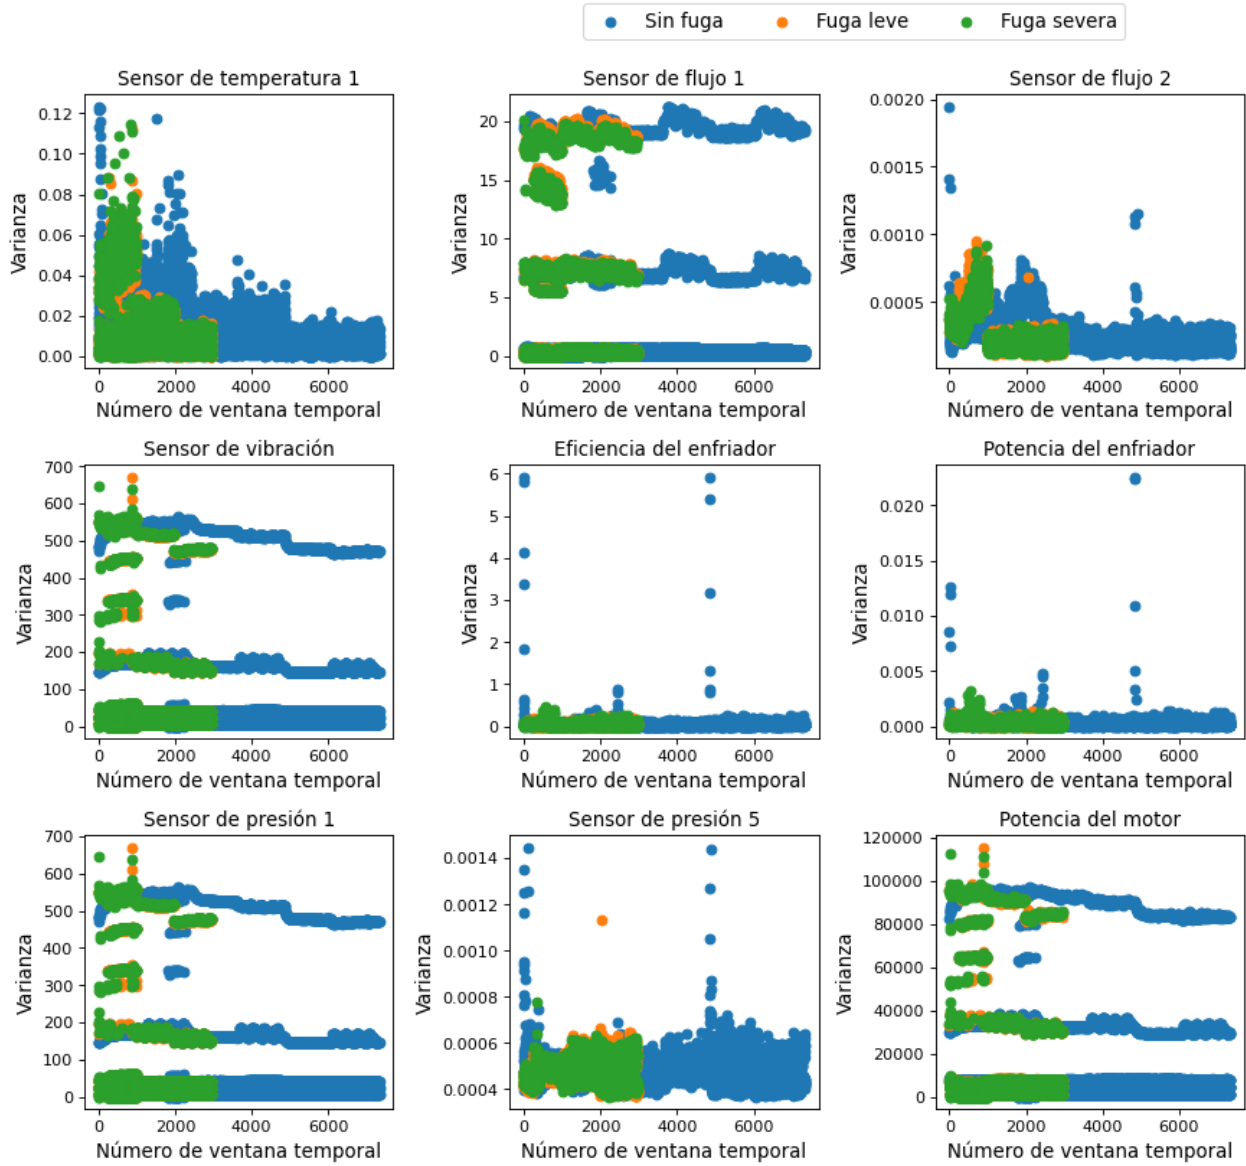 Sin fuga Fuga leve Fuga severa
Sensor de temperatura 1
Varianza
0.12
0.10
0.08
0.06
0.04
0.02
0.00
0 2000 4000 6000
Número de ventana temporal
Sensor de flujo 1
Varianza
20
15
10
5
0
0 2000 4000 6000
Número de ventana temporal
Sensor de flujo 2
Varianza
0.0020
0.0015
0.0010
0.0005
0 2000 4000 6000
Número de ventana temporal
Sensor de vibración
Varianza
700
600
500
400
300
200
100
0
0 2000 4000 6000
Número de ventana temporal
Eficiencia del enfriador
Varianza
6
5
4
3
2
1
0
0 2000 4000 6000
Número de ventana temporal
Potencia del enfriador
Varianza
0.020
0.015
0.010
0.005
0.000
0 2000 4000 6000
Número de ventana temporal
Sensor de presión 1
Varianza
700
600
500
400
300
200
100
0
0 2000 4000 6000
Número de ventana temporal
Sensor de presión 5
Varianza
0.0014
0.0012
0.0010
0.0008
0.0006
0.0004
0 2000 4000 6000
Número de ventana temporal
Potencia del motor
Varianza
120000
100000
80000
60000
40000
20000
0
0 2000 4000 6000
Número de ventana temporal